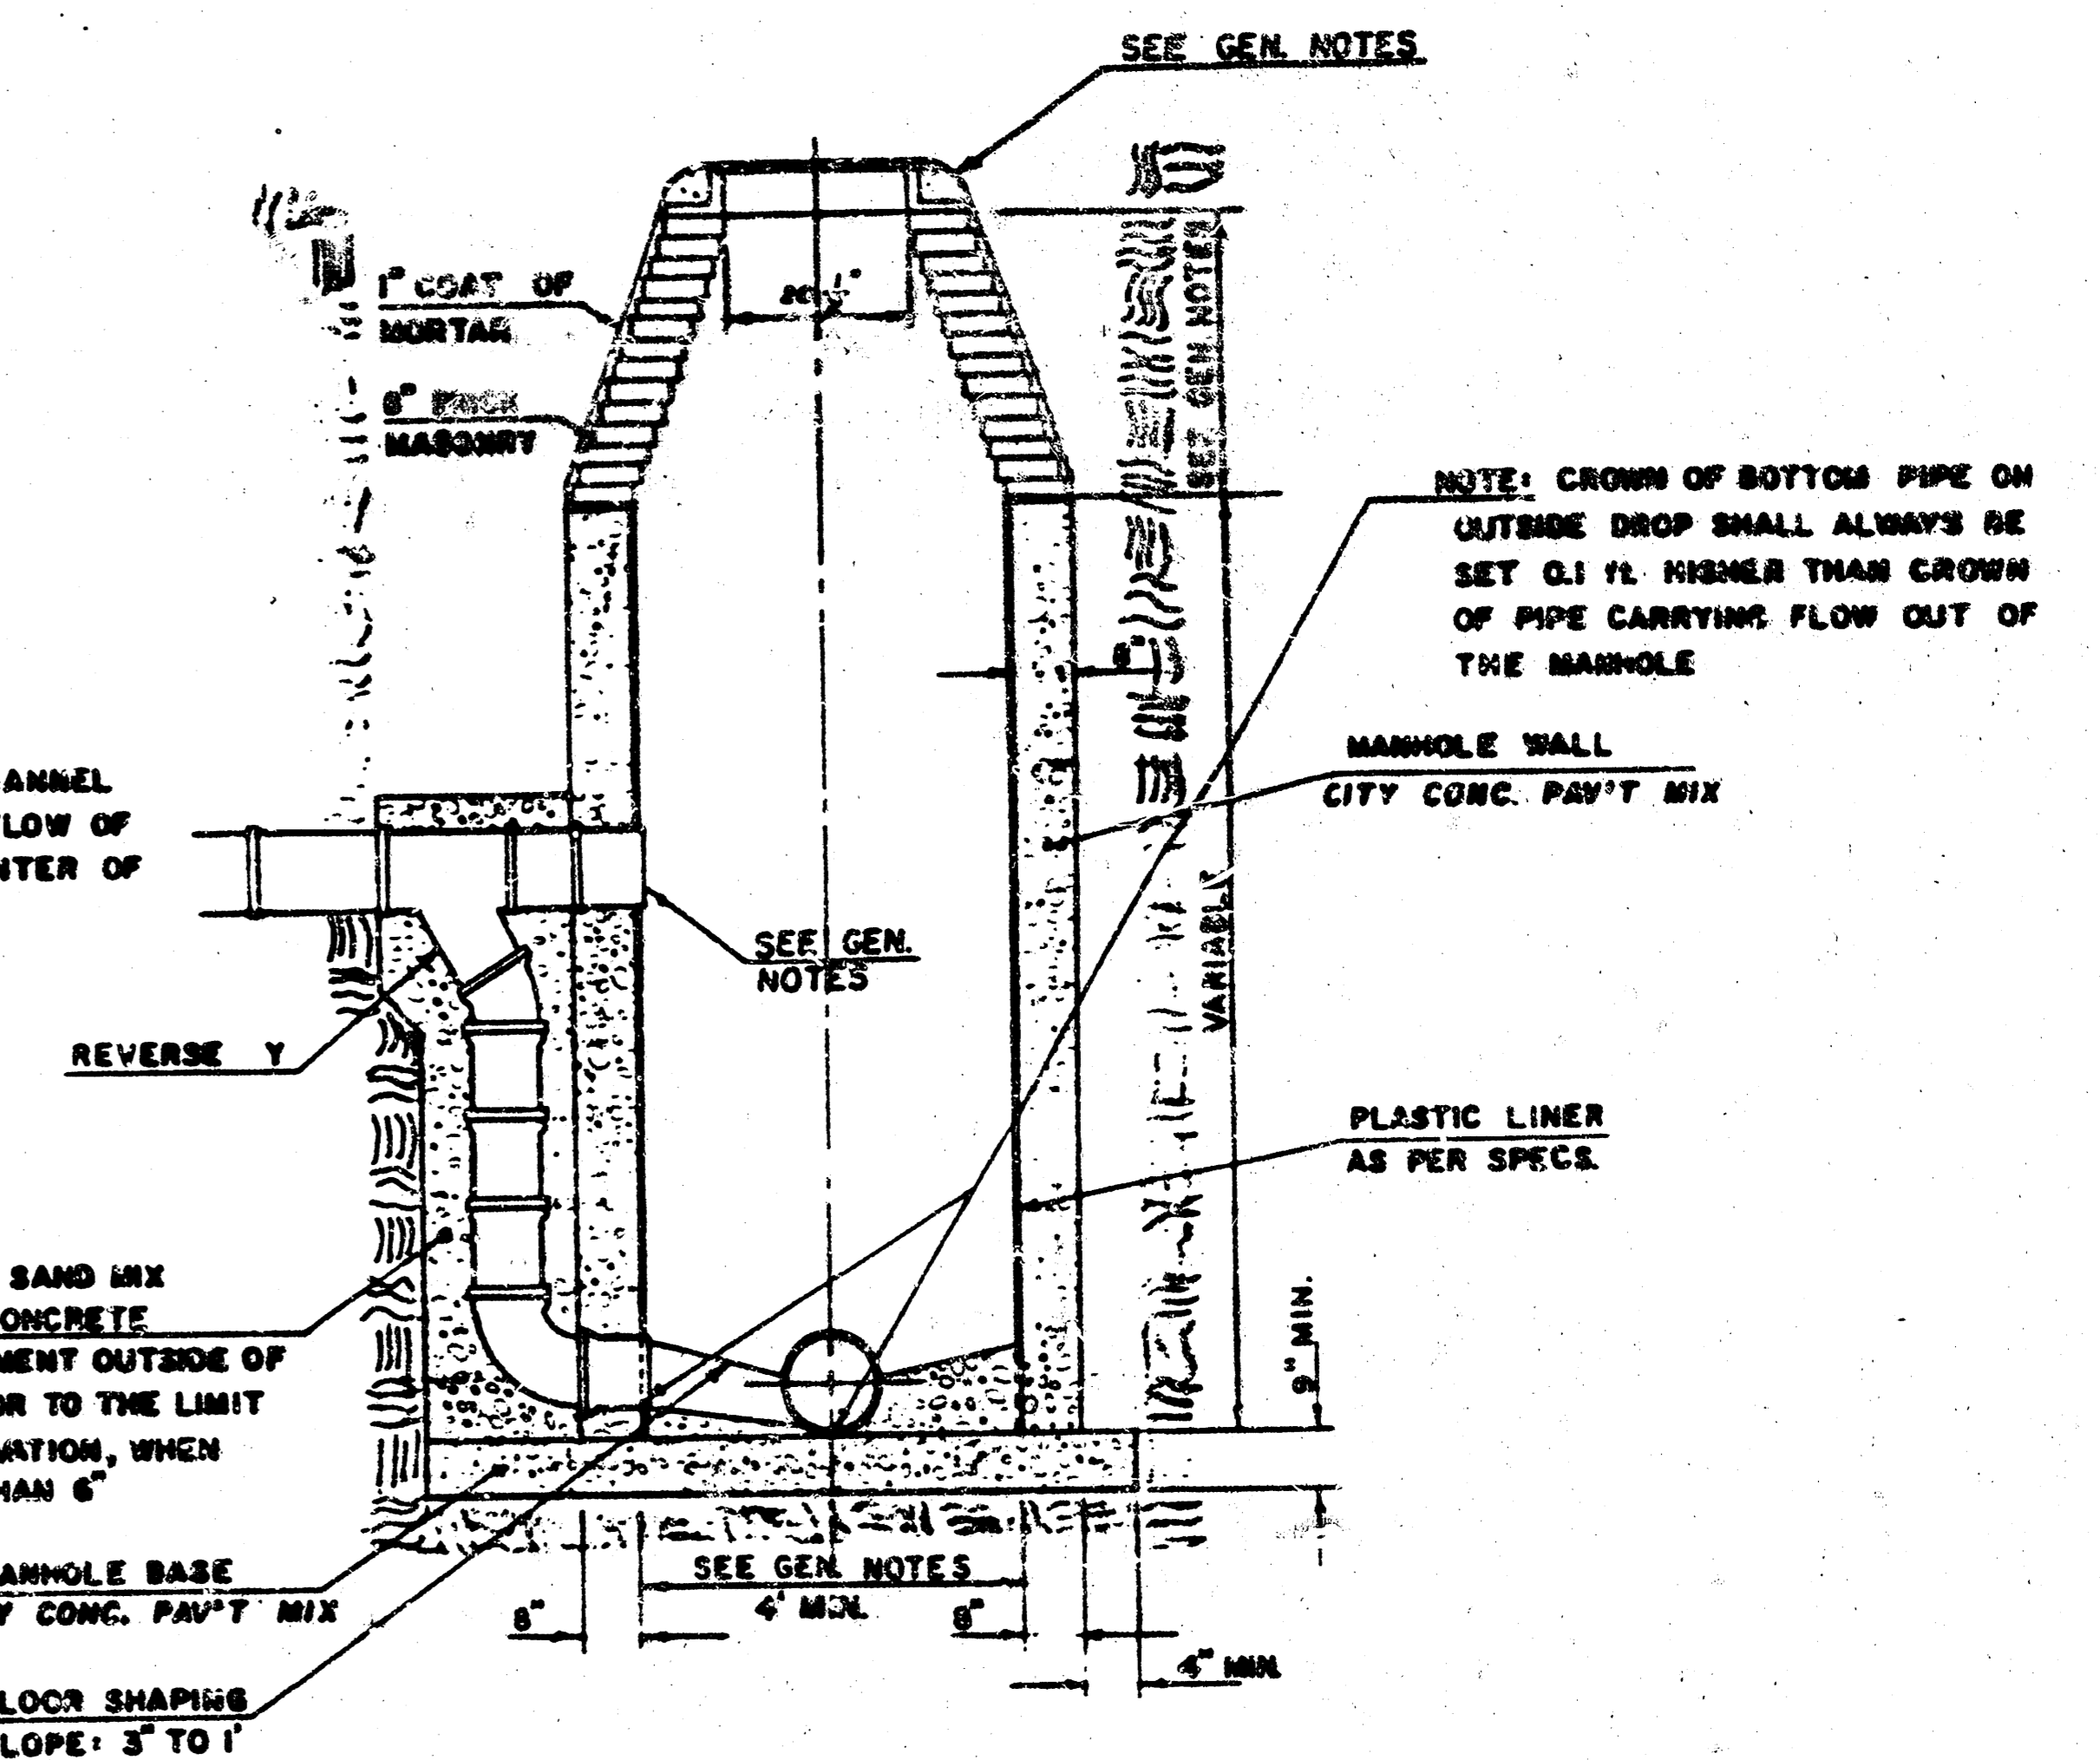 SEE GEN. NOTES
1" COAT OF
MORTAR
8" BRICK
MASONRY
SEE GEN. NOTES
NOTE: CROWN OF BOTTOM PIPE ON
OUTSIDE DROP SHALL ALWAYS BE
SET 0.1 ft. HIGHER THAN CROWN
OF PIPE CARRYING FLOW OUT OF
THE MANHOLE
8"
MANHOLE WALL
CITY CONC. PAV'T MIX
ANNEL
LOW OF
NTER OF
VARIABLE
SEE GEN.
NOTES
REVERSE Y
PLASTIC LINER
AS PER SPECS.
SAND MIX
ONCRETE
MENT OUTSIDE OF
OR TO THE LIMIT
VATION, WHEN
HAN 6"
9" MIN.
ANHOLE BASE
Y CONC. PAV'T MIX
SEE GEN. NOTES
4' MIN.
8"
8"
4" MIN.
LOOR SHAPING
LOPE: 3" TO 1'